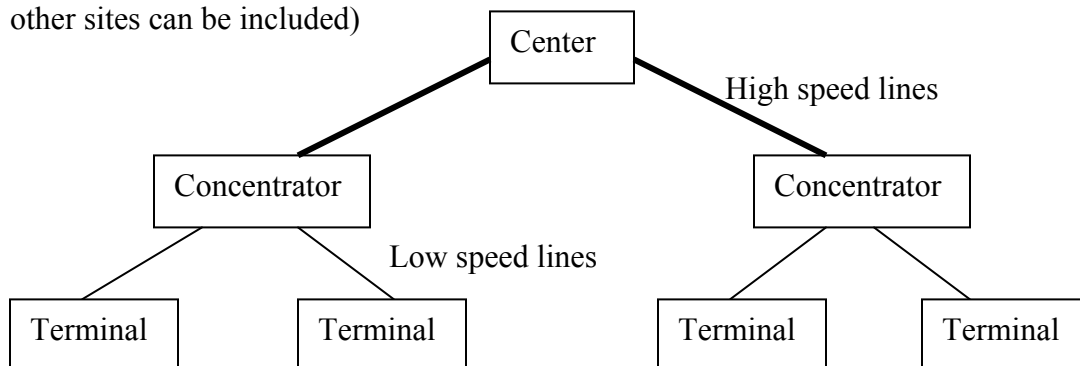 other sites can be included)
Center
High speed lines
Concentrator
Concentrator
Low speed lines
Terminal
Terminal
Terminal
Terminal